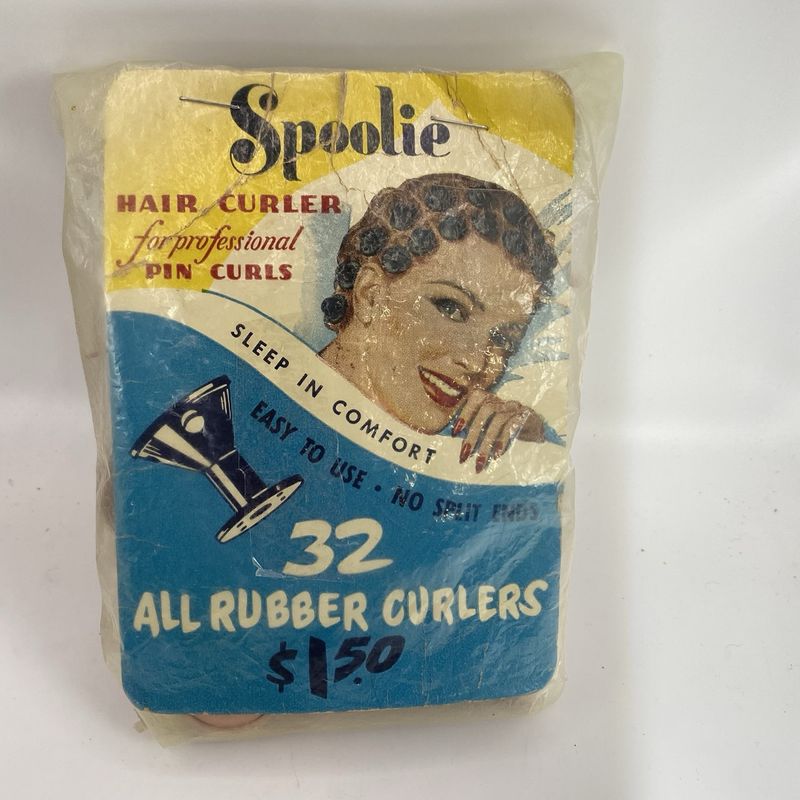 Spoolie
HAIR CURLER
for professional
PIN CURLS
SLEEP IN COMFORT
EASY TO USE • NO SPLIT ENDS
32
ALL RUBBER CURLERS
$1.50